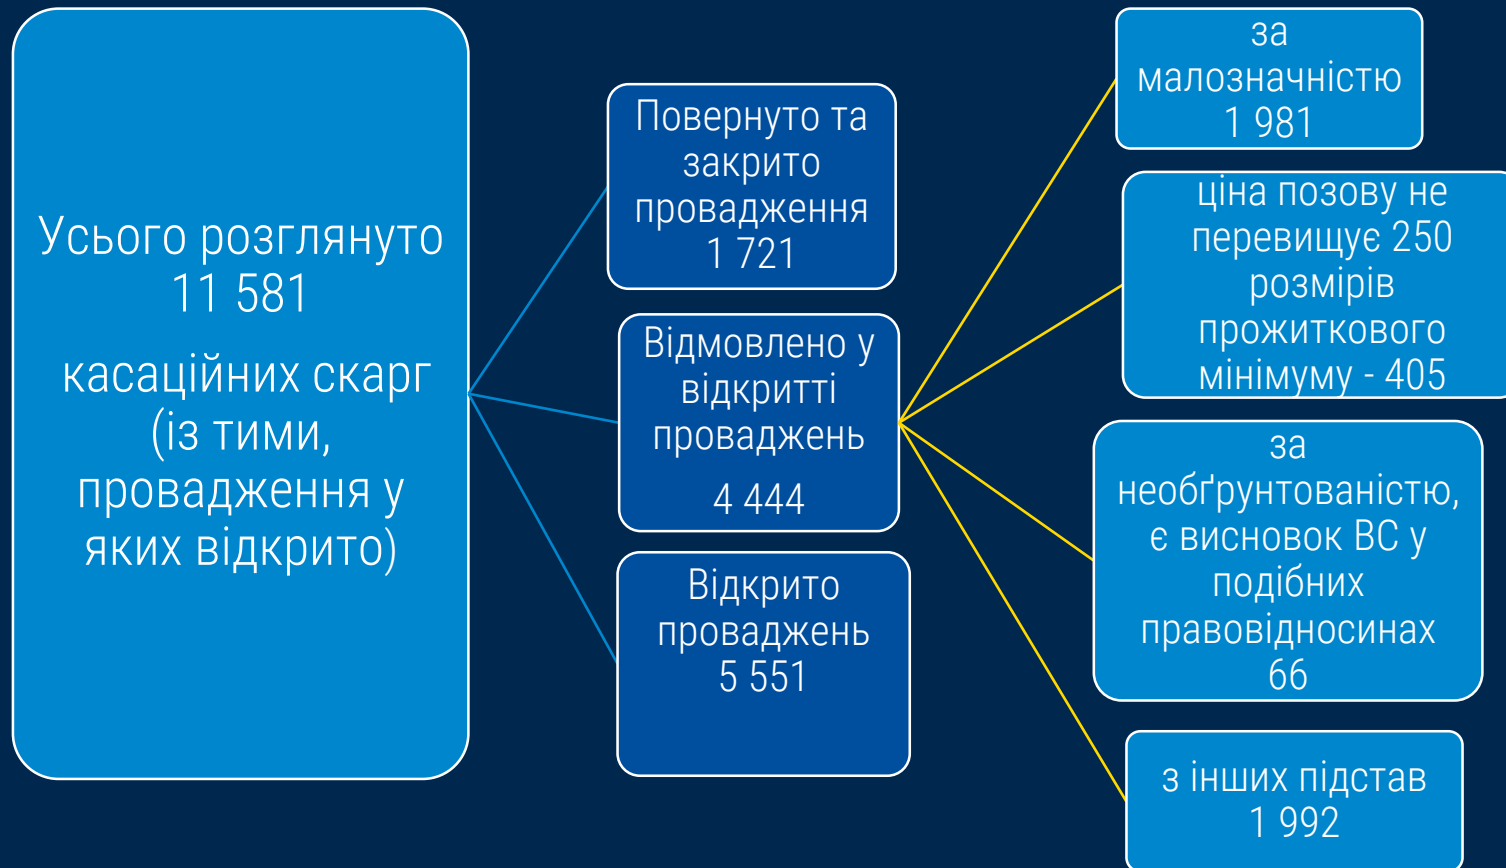 Усього розглянуто
11 581
касаційних скарг
(із тими,
провадження у
яких відкрито)
Повернуто та
закрито
провадження
1 721
Відмовлено у
відкритті
проваджень
4 444
Відкрито
проваджень
5 551
за
малозначністю
1 981
ціна позову не
перевищує 250
розмірів
прожиткового
мінімуму - 405
за
необґрунтованістю,
є висновок ВС у
подібних
правовідносинах
66
з інших підстав
1 992